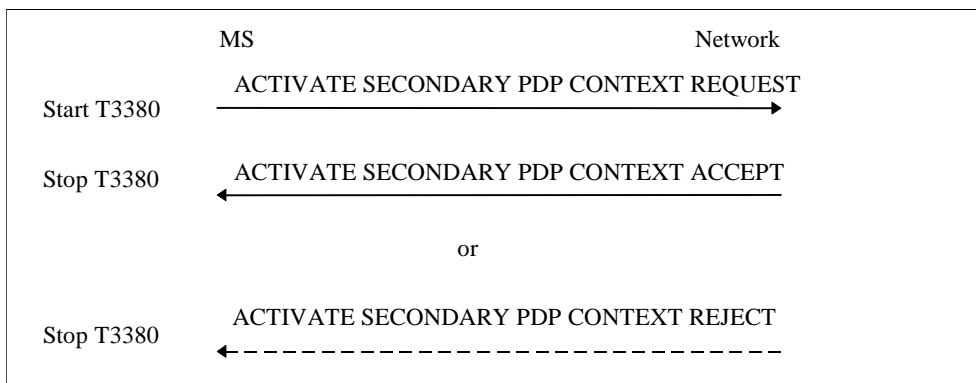 MS Network
ACTIVATE SECONDARY PDP CONTEXT REQUEST
Start T3380
ACTIVATE SECONDARY PDP CONTEXT ACCEPT
Stop T3380
or
ACTIVATE SECONDARY PDP CONTEXT REJECT
Stop T3380